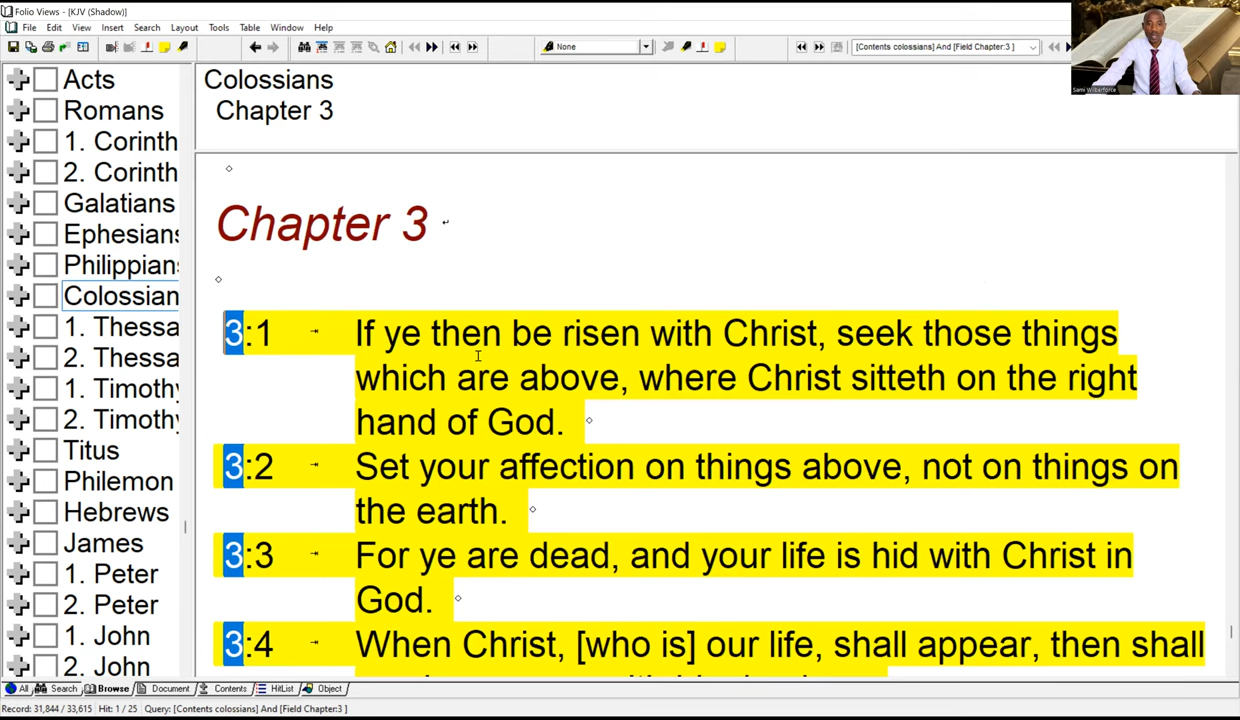 Folio Views - [KJV (Shadow)]
File Edit View Insert Search Layout Tools Table Window Help
None
[Contents colossians] And [Field Chapter:3 ]
Sami Wilberforce
Acts
Romans
1. Corinth
2. Corinth
Galatians
Ephesians
Philippians
Colossian
1. Thessa
2. Thessa
1. Timothy
2. Timothy
Titus
Philemon
Hebrews
James
1. Peter
2. Peter
1. John
2. John
Colossians
Chapter 3
Chapter 3
3:1 If ye then be risen with Christ, seek those things
which are above, where Christ sitteth on the right
hand of God.
3:2 Set your affection on things above, not on things on
the earth.
3:3 For ye are dead, and your life is hid with Christ in
God.
3:4 When Christ, [who is] our life, shall appear, then shall
All Search Browse Document Contents HitList Object
Record: 31,844 / 33,615 Hit: 1 / 25 Query: [Contents colossians] And [Field Chapter:3 ]